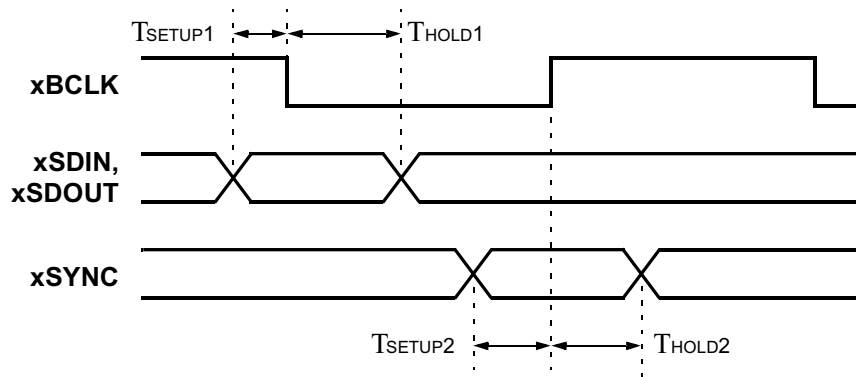 TSETUP1
THOLD1
xBCLK
xSDIN,
xSDOUT
xSYNC
TSETUP2
THOLD2